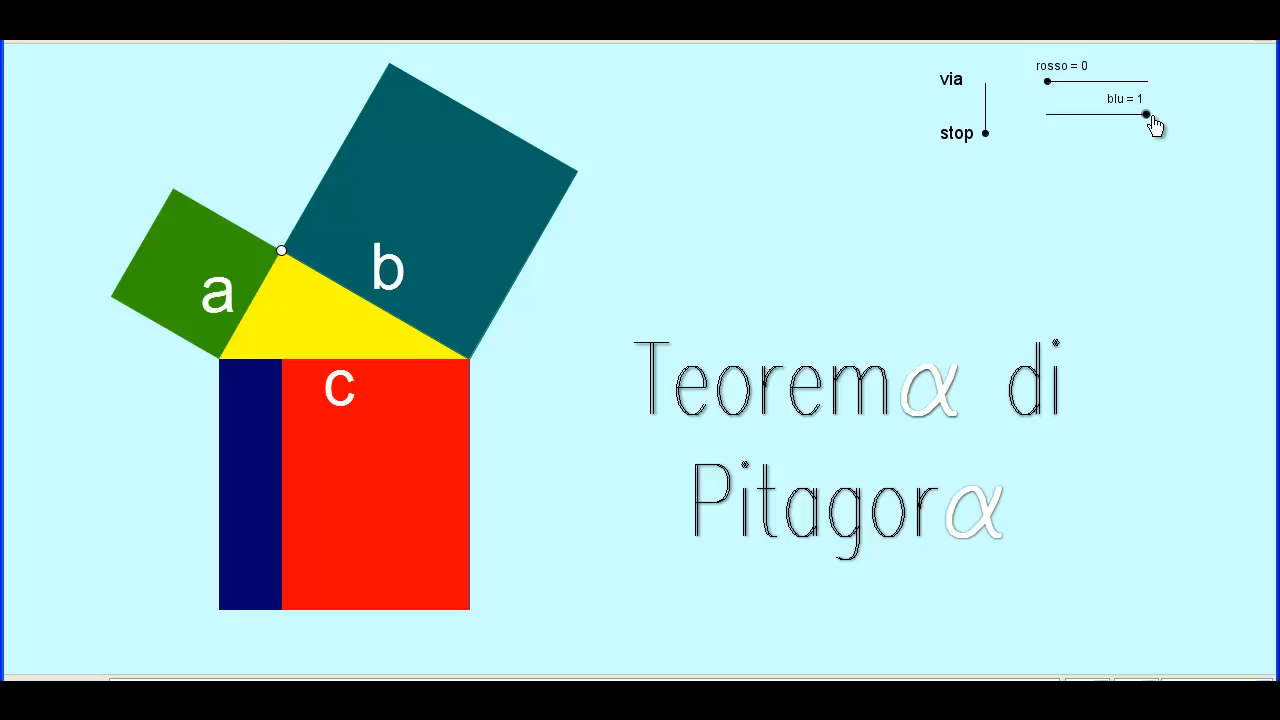 via
rosso = 0
blu = 1
stop
a
b
c
Teoremα di
Pitagorα